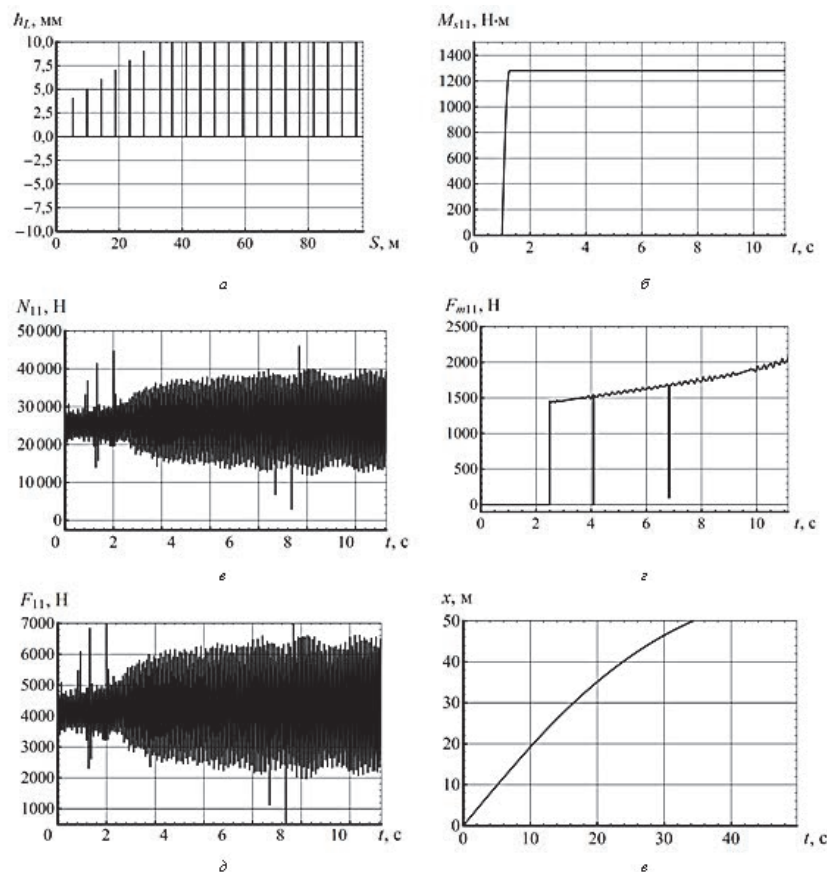 h_L, мм
10,0
7,5
5,0
2,5
0,0
−2,5
−5,0
−7,5
−10,0
0 20 40 60 80 S, м
а
M_s11, Н·м
1400
1200
1000
800
600
400
200
0
0 2 4 6 8 10 t, с
б
N_11, Н
50 000
40 000
30 000
20 000
10 000
0
0 2 4 6 8 10 t, с
в
F_m11, Н
2500
2000
1500
1000
500
0
0 2 4 6 8 10 t, с
г
F_11, Н
7000
6000
5000
4000
3000
2000
1000
0 2 4 6 8 10 t, с
д
x, м
50
40
30
20
10
0
0 10 20 30 40 t, с
е